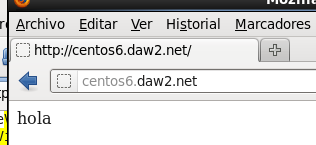 Archivo Editar Ver Historial Marcadores
http://centos6.daw2.net/
centos6.daw2.net
hola